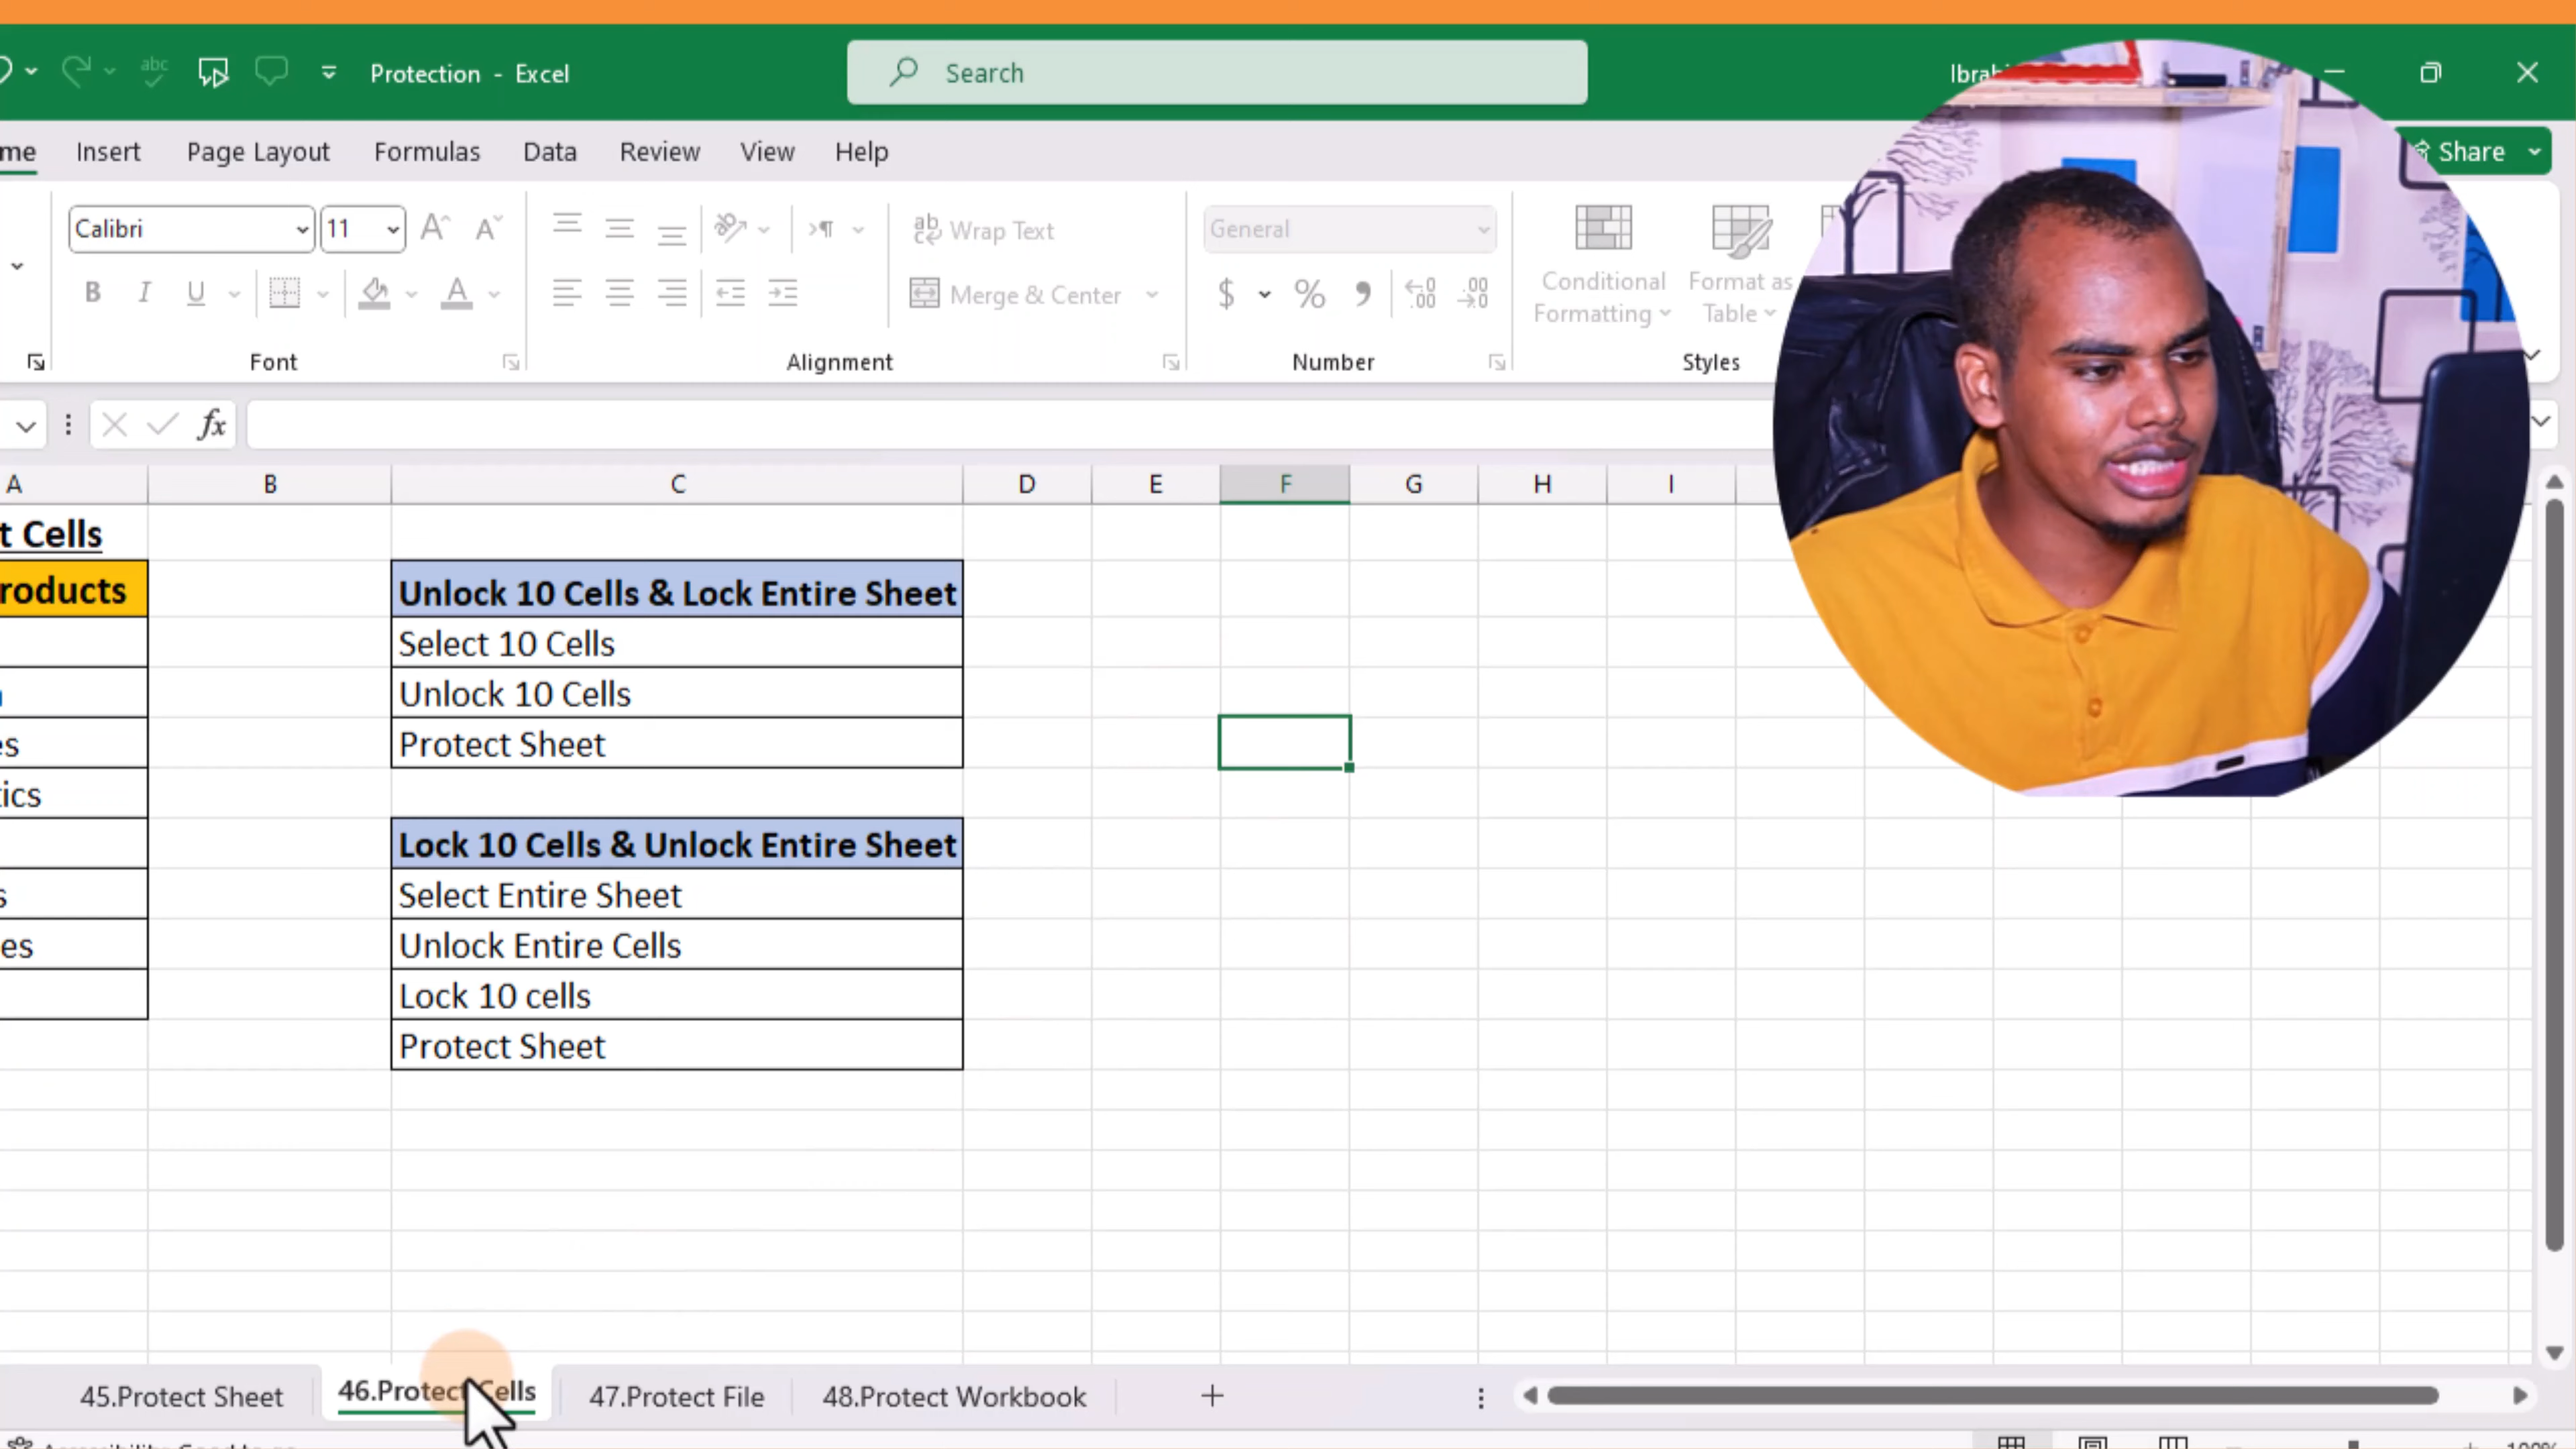 Protection - Excel
Search
Insert Page Layout Formulas Data Review View Help
Share
Calibri 11
Wrap Text
General
Merge & Center
Conditional Formatting
Format as Table
Font Alignment Number Styles
fx
A B C D E F G H I
t Cells
roducts
Unlock 10 Cells & Lock Entire Sheet
Select 10 Cells
Unlock 10 Cells
es
Protect Sheet
tics
Lock 10 Cells & Unlock Entire Sheet
s
Select Entire Sheet
es
Unlock Entire Cells
Lock 10 cells
Protect Sheet
45.Protect Sheet 46.Protect Cells 47.Protect File 48.Protect Workbook